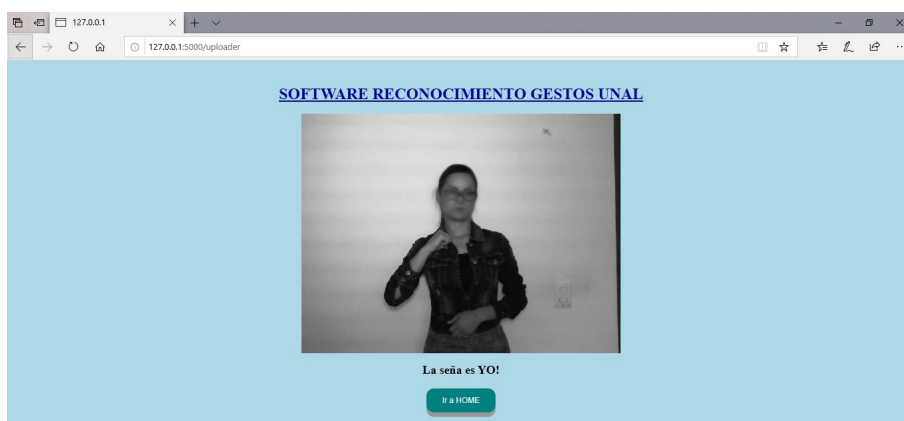 127.0.0.1
127.0.0.1:5000/uploader
SOFTWARE RECONOCIMIENTO GESTOS UNAL
La seña es YO!
Ir a HOME